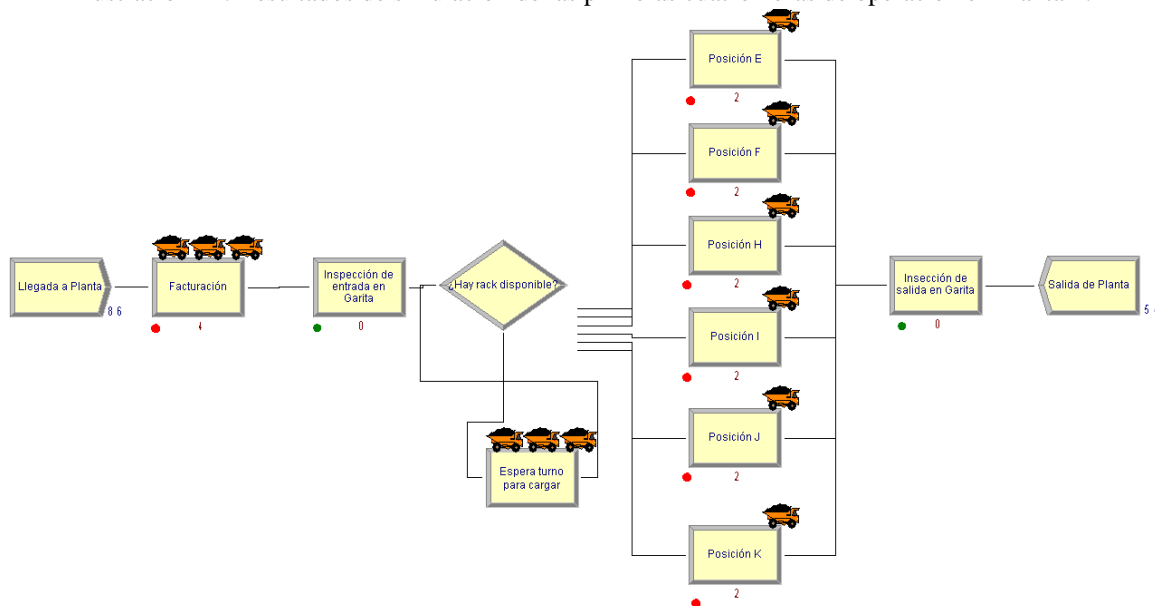 Posición E
2
Posición F
2
Posición H
2
Llegada a Planta
86
Facturación
4
Inspección de
entrada en
Garita
0
¿Hay rack disponible?
Posición I
2
Insección de
salida en Garita
0
Salida de Planta
5
Espera turno
para cargar
Posición J
2
Posición K
2